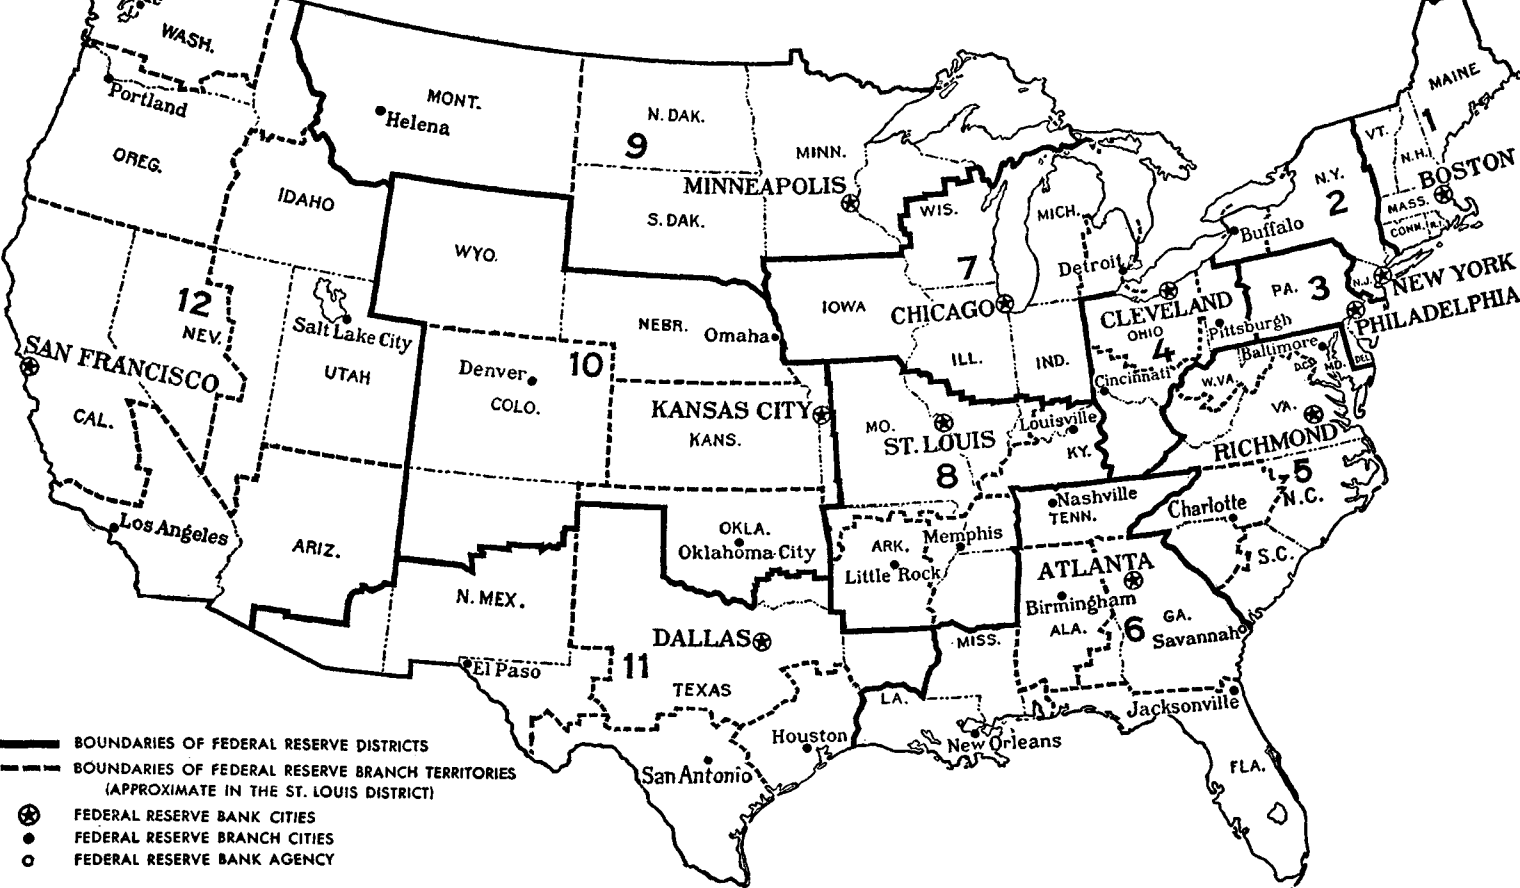 WASH.
Portland
OREG.
MONT.
Helena
IDAHO
WYO.
N. DAK.
9
S. DAK.
MINN.
MINNEAPOLIS
WIS.
MICH.
7
Detroit
CHICAGO
IOWA
ILL.
IND.
MAINE
1
VT.
N.H.
BOSTON
MASS.
CONN.
R.I.
N.Y.
2
Buffalo
NEW YORK
N.J.
PA.
3
PHILADELPHIA
CLEVELAND
OHIO
4
Pittsburgh
Cincinnati
Baltimore
D.C.
MD.
DEL.
W.VA.
VA.
RICHMOND
5
N.C.
Charlotte
S.C.
12
NEV.
SAN FRANCISCO
CAL.
Salt Lake City
UTAH
Los Angeles
ARIZ.
NEBR.
Omaha
10
Denver
COLO.
KANSAS CITY
KANS.
OKLA.
Oklahoma City
MO.
ST. LOUIS
8
Louisville
KY.
ARK.
Little Rock
Memphis
Nashville
TENN.
ATLANTA
Birmingham
ALA.
6
GA.
Savannah
Jacksonville
FLA.
MISS.
LA.
New Orleans
N. MEX.
El Paso
DALLAS
11
TEXAS
Houston
San Antonio
BOUNDARIES OF FEDERAL RESERVE DISTRICTS
BOUNDARIES OF FEDERAL RESERVE BRANCH TERRITORIES
(APPROXIMATE IN THE ST. LOUIS DISTRICT)
FEDERAL RESERVE BANK CITIES
FEDERAL RESERVE BRANCH CITIES
FEDERAL RESERVE BANK AGENCY